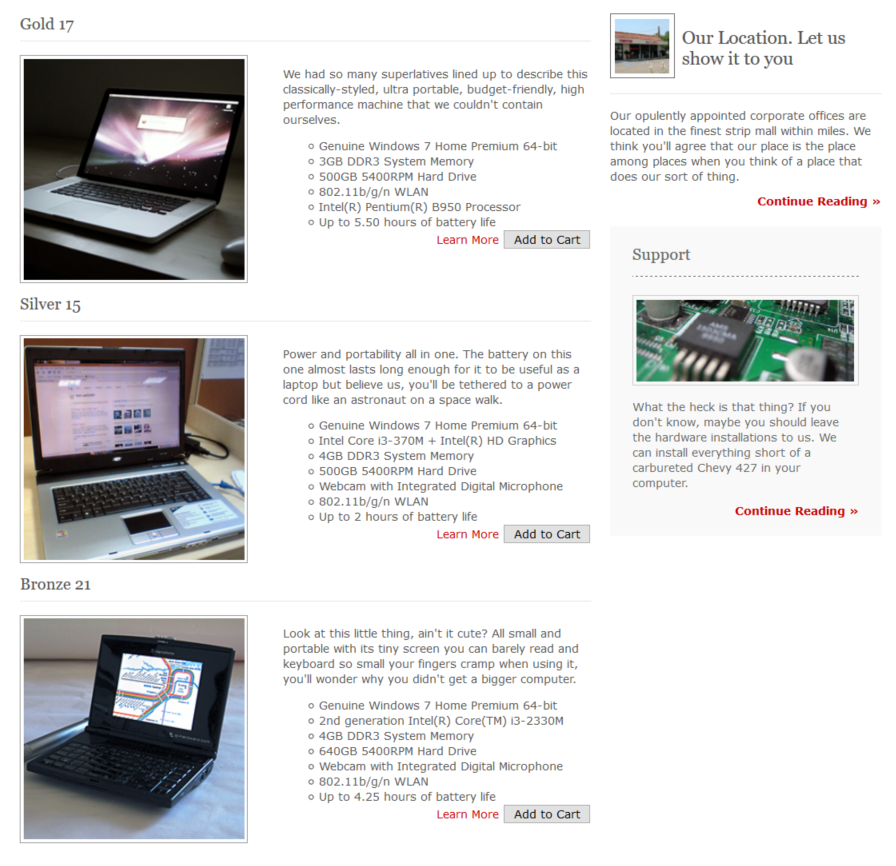 Gold 17
We had so many superlatives lined up to describe this
classically-styled, ultra portable, budget-friendly, high
performance machine that we couldn't contain
ourselves.
Genuine Windows 7 Home Premium 64-bit
3GB DDR3 System Memory
500GB 5400RPM Hard Drive
802.11b/g/n WLAN
Intel(R) Pentium(R) B950 Processor
Up to 5.50 hours of battery life
Learn More Add to Cart
Silver 15
Power and portability all in one. The battery on this
one almost lasts long enough for it to be useful as a
laptop but believe us, you'll be tethered to a power
cord like an astronaut on a space walk.
Genuine Windows 7 Home Premium 64-bit
Intel Core i3-370M + Intel(R) HD Graphics
4GB DDR3 System Memory
500GB 5400RPM Hard Drive
Webcam with Integrated Digital Microphone
802.11b/g/n WLAN
Up to 2 hours of battery life
Learn More Add to Cart
Bronze 21
Look at this little thing, ain't it cute? All small and
portable with its tiny screen you can barely read and
keyboard so small your fingers cramp when using it,
you'll wonder why you didn't get a bigger computer.
Genuine Windows 7 Home Premium 64-bit
2nd generation Intel(R) Core(TM) i3-2330M
4GB DDR3 System Memory
640GB 5400RPM Hard Drive
Webcam with Integrated Digital Microphone
802.11b/g/n WLAN
Up to 4.25 hours of battery life
Learn More Add to Cart
Our Location. Let us
show it to you
Our opulently appointed corporate offices are
located in the finest strip mall within miles. We
think you'll agree that our place is the place
among places when you think of a place that
does our sort of thing.
Continue Reading »
Support
What the heck is that thing? If you
don't know, maybe you should leave
the hardware installations to us. We
can install everything short of a
carbureted Chevy 427 in your
computer.
Continue Reading »